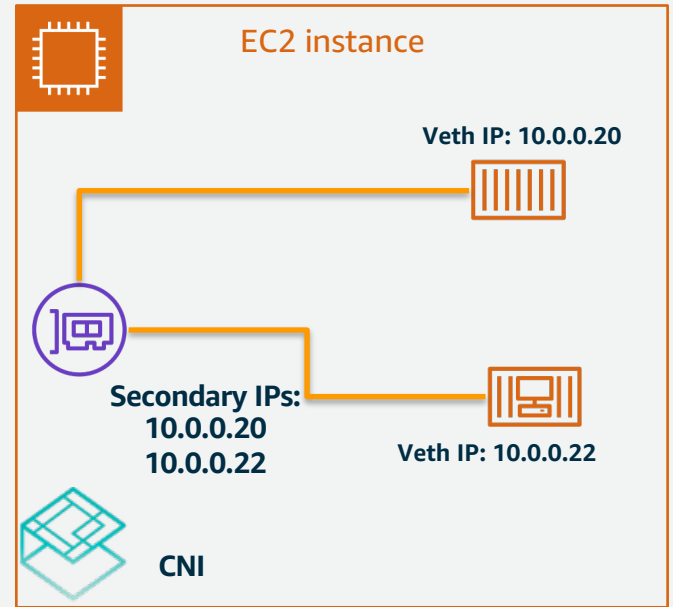 EC2 instance
Veth IP: 10.0.0.20
Secondary IPs:
10.0.0.20
10.0.0.22
Veth IP: 10.0.0.22
CNI